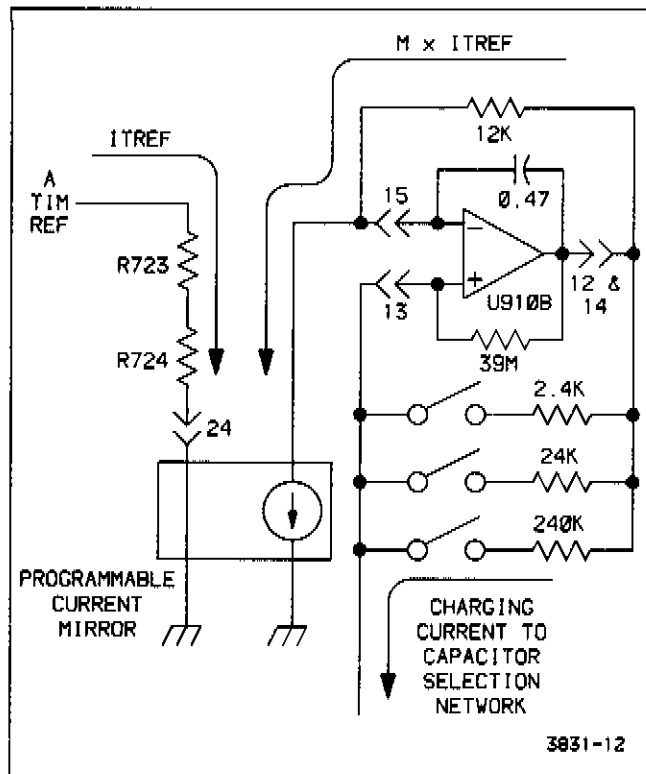 M x ITREF
12K
ITREF
A
TIM
REF
15
0.47
R723
−
+
U910B
12 &
14
13
R724
39M
24
2.4K
24K
240K
PROGRAMMABLE
CURRENT
MIRROR
CHARGING
CURRENT TO
CAPACITOR
SELECTION
NETWORK
3831-12